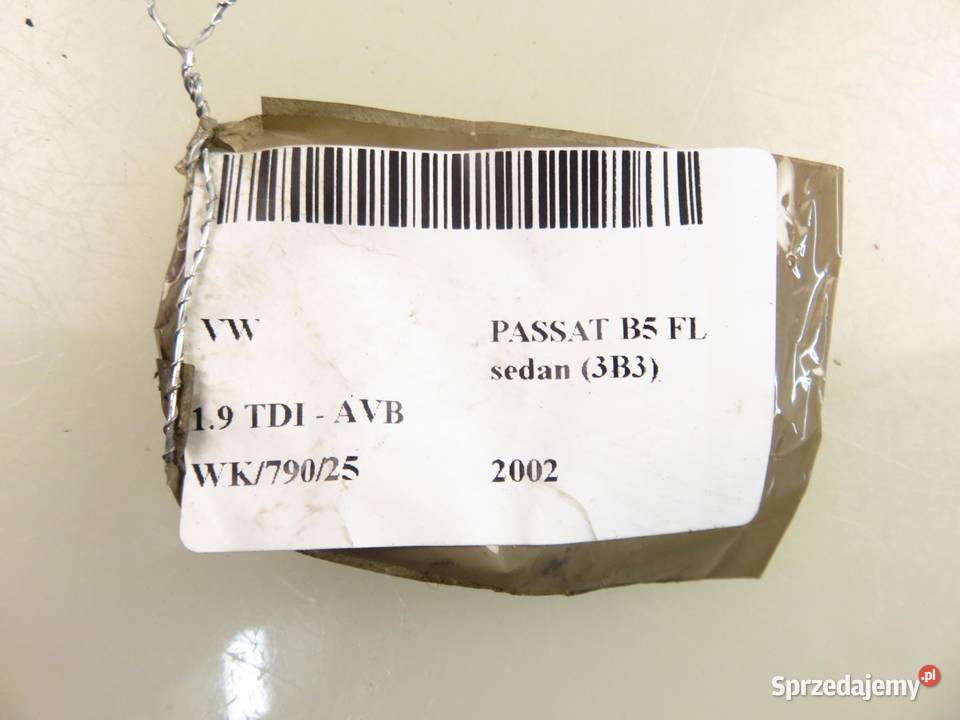 VW PASSAT B5 FL
sedan (3B3)
1.9 TDI - AVB
WK/790/25 2002
Sprzedajemy.pl